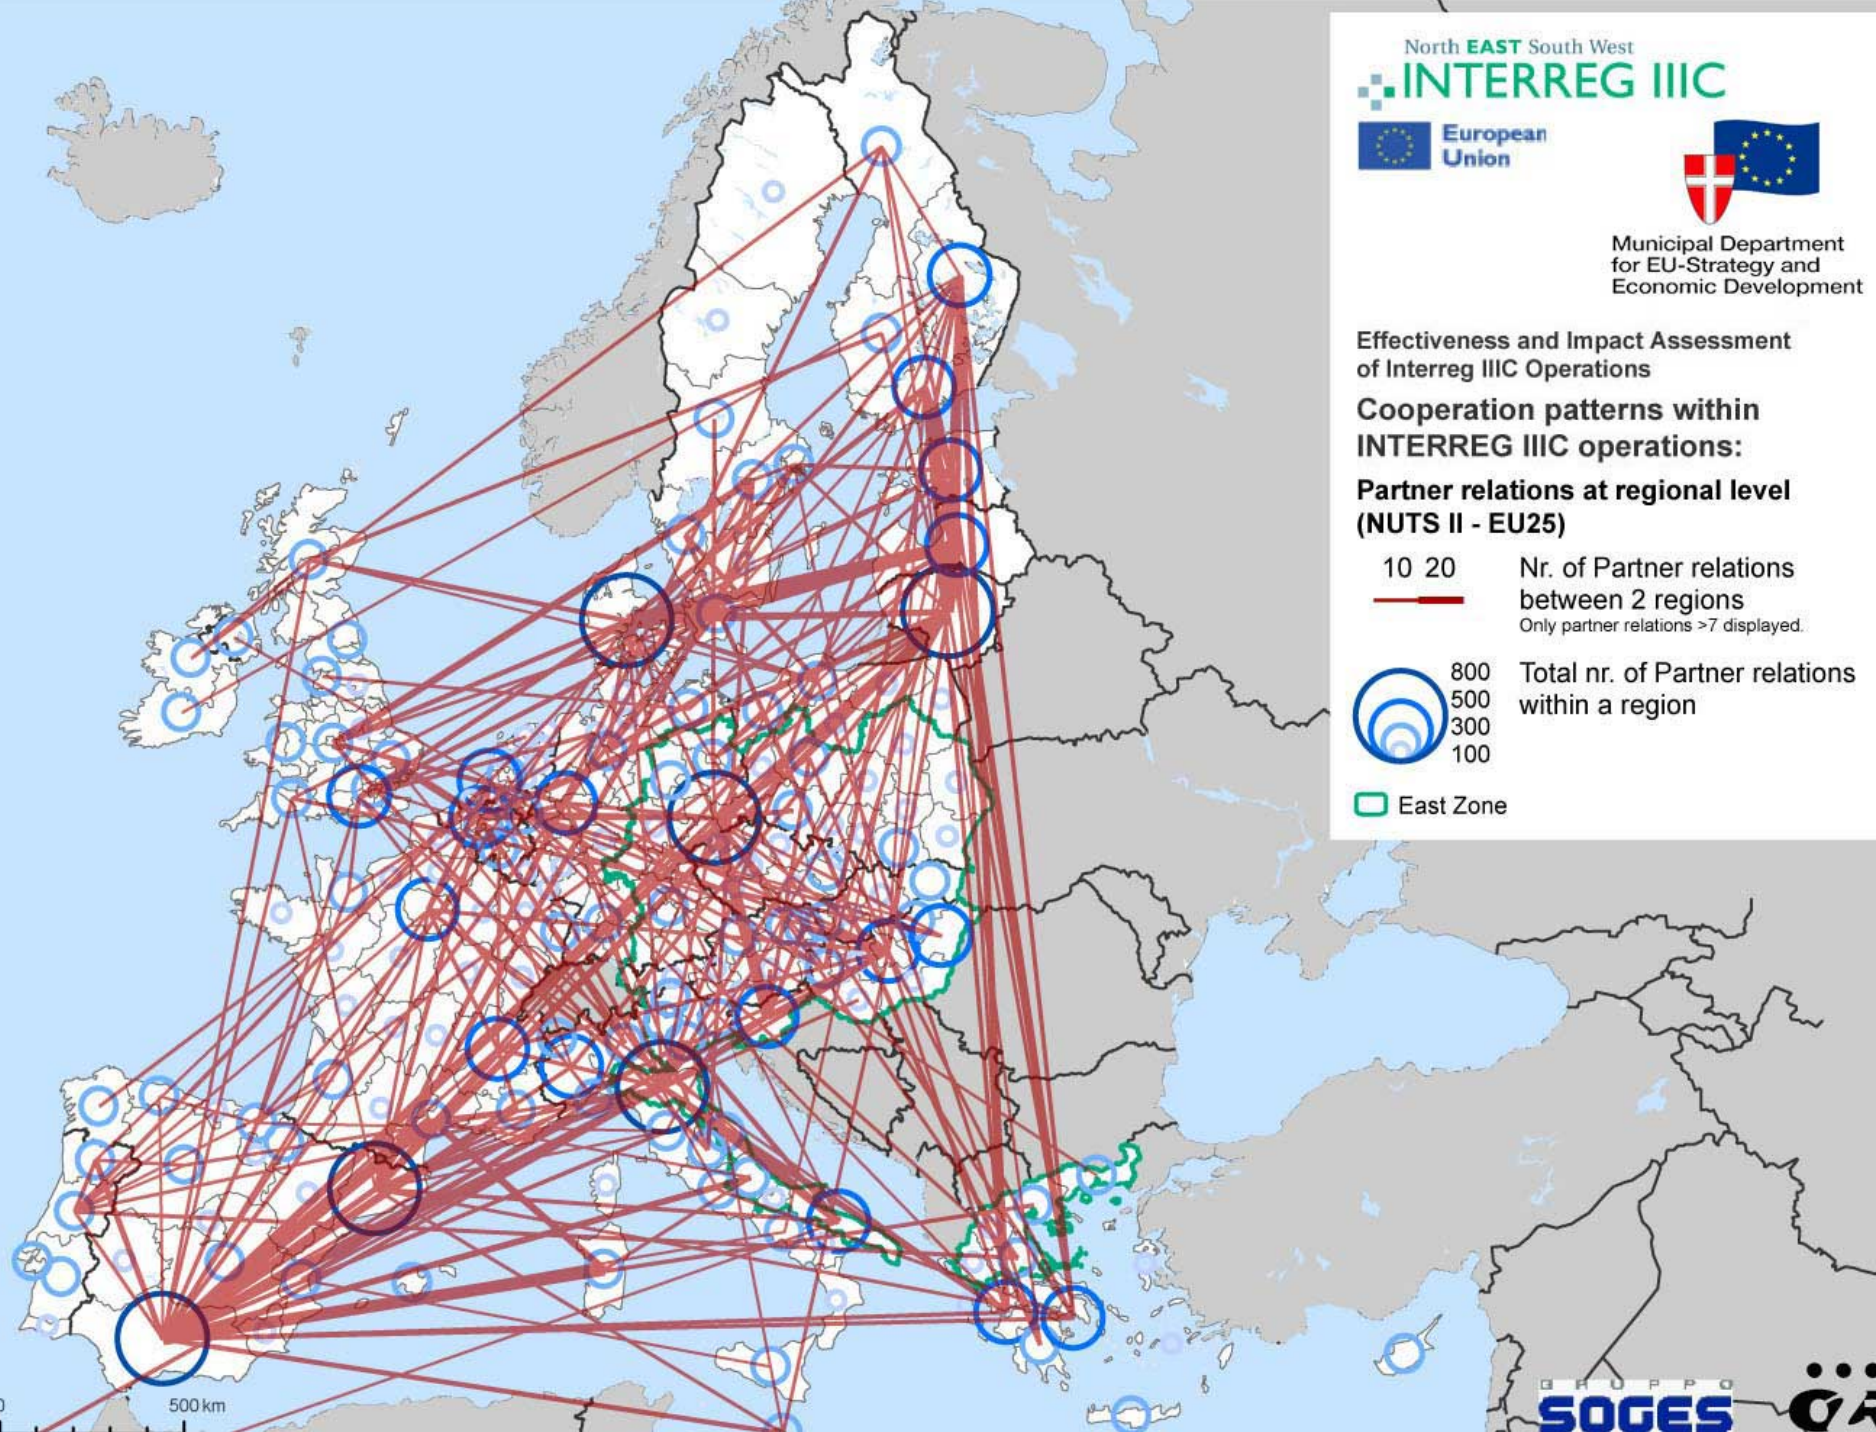 North EAST South West
INTERREG IIIC
European
Union
Municipal Department
for EU-Strategy and
Economic Development
Effectiveness and Impact Assessment
of Interreg IIIC Operations
Cooperation patterns within
INTERREG IIIC operations:
Partner relations at regional level
(NUTS II - EU25)
10 20
Nr. of Partner relations
between 2 regions
Only partner relations >7 displayed.
800
500
300
100
Total nr. of Partner relations
within a region
East Zone
0
500 km
GRUPPO
SOGES